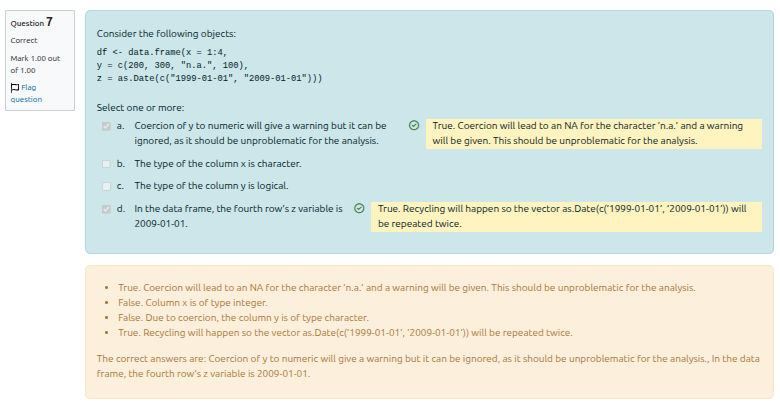 Question 7
Correct
Mark 1.00 out
of 1.00
Flag
question
Consider the following objects:
df <- data.frame(x = 1:4,
y = c(200, 300, "n.a.", 100),
z = as.Date(c("1999-01-01", "2009-01-01")))
Select one or more:
a. Coercion of y to numeric will give a warning but it can be
ignored, as it should be unproblematic for the analysis.
True. Coercion will lead to an NA for the character 'n.a.' and a warning
will be given. This should be unproblematic for the analysis.
b. The type of the column x is character.
c. The type of the column y is logical.
d. In the data frame, the fourth row's z variable is
2009-01-01.
True. Recycling will happen so the vector as.Date(c('1999-01-01', '2009-01-01')) will
be repeated twice.
• True. Coercion will lead to an NA for the character 'n.a.' and a warning will be given. This should be unproblematic for the analysis.
• False. Column x is of type integer.
• False. Due to coercion, the column y is of type character.
• True. Recycling will happen so the vector as.Date(c('1999-01-01', '2009-01-01')) will be repeated twice.
The correct answers are: Coercion of y to numeric will give a warning but it can be ignored, as it should be unproblematic for the analysis., In the data
frame, the fourth row's z variable is 2009-01-01.